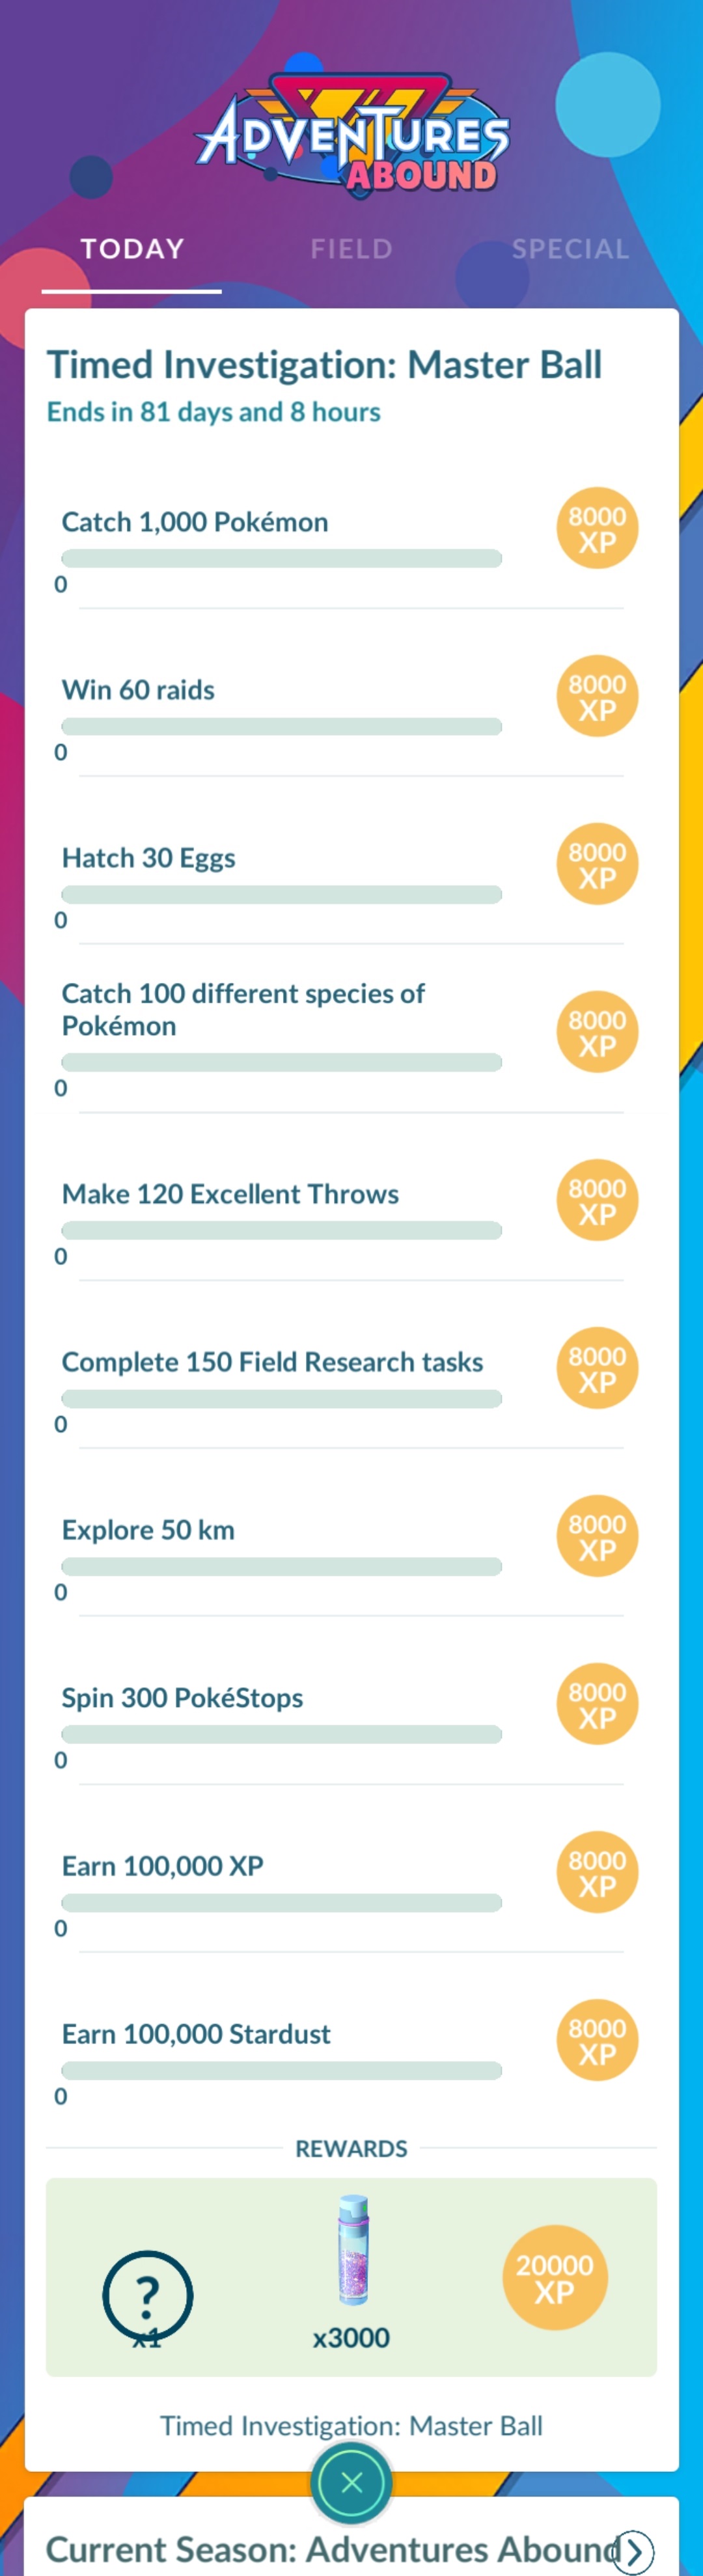 ADVENTURES
ABOUND
TODAY FIELD SPECIAL
Timed Investigation: Master Ball
Ends in 81 days and 8 hours
Catch 1,000 Pokémon
8000
XP
0
Win 60 raids
8000
XP
0
Hatch 30 Eggs
8000
XP
0
Catch 100 different species of
Pokémon
8000
XP
0
Make 120 Excellent Throws
8000
XP
0
Complete 150 Field Research tasks
8000
XP
0
Explore 50 km
8000
XP
0
Spin 300 PokéStops
8000
XP
0
Earn 100,000 XP
8000
XP
0
Earn 100,000 Stardust
8000
XP
0
REWARDS
?
x1
x3000
20000
XP
Timed Investigation: Master Ball
Current Season: Adventures Abound